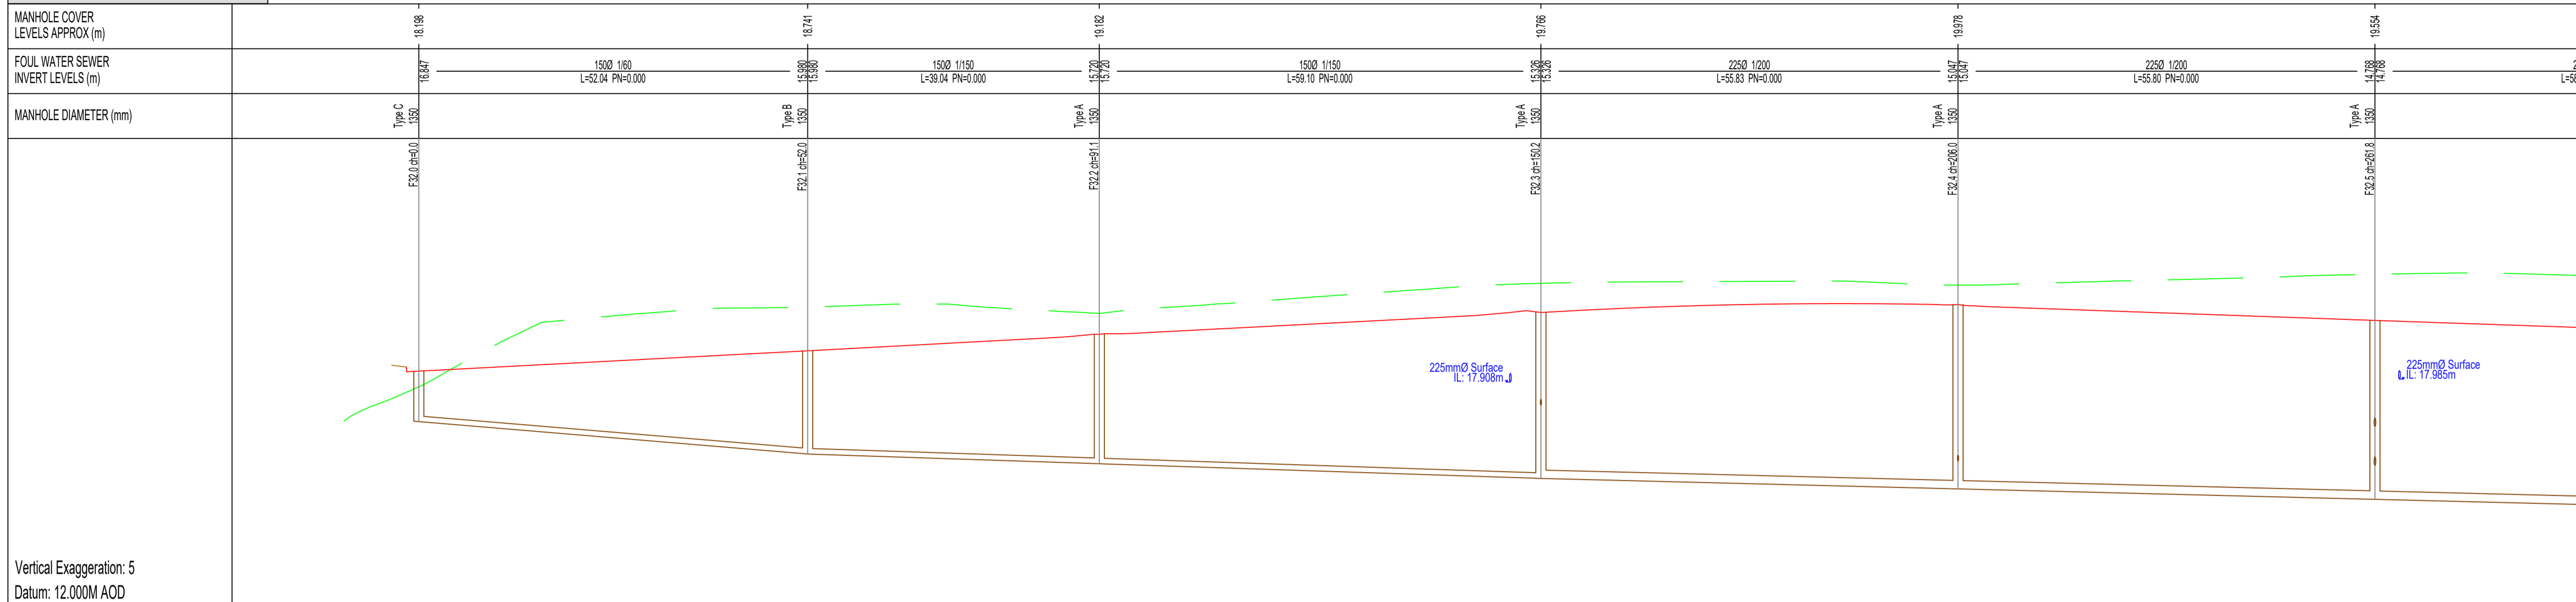 MANHOLE COVER
LEVELS APPROX (m)
18.198
18.741
19.182
19.766
19.978
19.554
FOUL WATER SEWER
INVERT LEVELS (m)
16.847
150Ø 1/60
L=52.04 PN=0.000
15.980
15.980
150Ø 1/150
L=39.04 PN=0.000
15.720
15.720
150Ø 1/150
L=59.10 PN=0.000
15.326
15.326
225Ø 1/200
L=55.83 PN=0.000
15.047
15.047
225Ø 1/200
L=55.80 PN=0.000
14.768
14.768
MANHOLE DIAMETER (mm)
Type C
1350
Type B
1350
Type A
1350
Type A
1350
Type A
1350
Type A
1350
F32.0 ch=0.0
F32.1 ch=52.0
F32.2 ch=91.1
F32.3 ch=150.2
F32.4 ch=206.0
F32.5 ch=261.8
225mmØ Surface
IL: 17.908m
225mmØ Surface
IL: 17.985m
Vertical Exaggeration: 5
Datum: 12.000M AOD